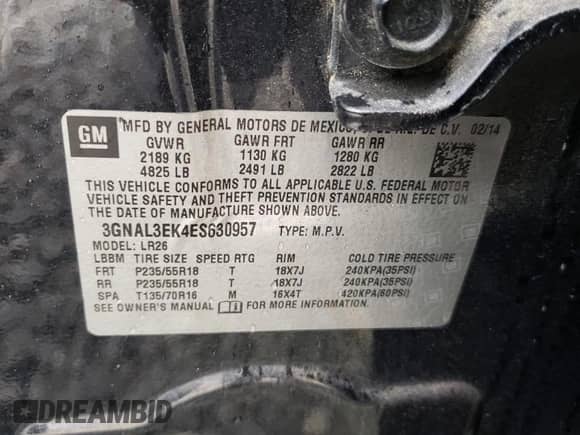 GM
MFD BY GENERAL MOTORS DE MEXICO, DE C.V. 02/14
GVWR GAWR FRT GAWR RR
2189 KG 1130 KG 1280 KG
4825 LB 2491 LB 2822 LB
THIS VEHICLE CONFORMS TO ALL APPLICABLE U.S. FEDERAL MOTOR
VEHICLE SAFETY AND THEFT PREVENTION STANDARDS IN EFFECT ON
THE DATE OF MANUFACTURE SHOWN ABOVE.
3GNAL3EK4ES630957 TYPE: M.P.V.
MODEL: LR26
LBBM TIRE SIZE SPEED RTG RIM COLD TIRE PRESSURE
FRT P235/55R18 T 18X7J 240KPA(35PSI)
RR P235/55R18 T 18X7J 240KPA(35PSI)
SPA T135/70R16 M 16X4T 420KPA(60PSI)
SEE OWNER'S MANUAL FOR MORE INFORMATION.
DREAMBID